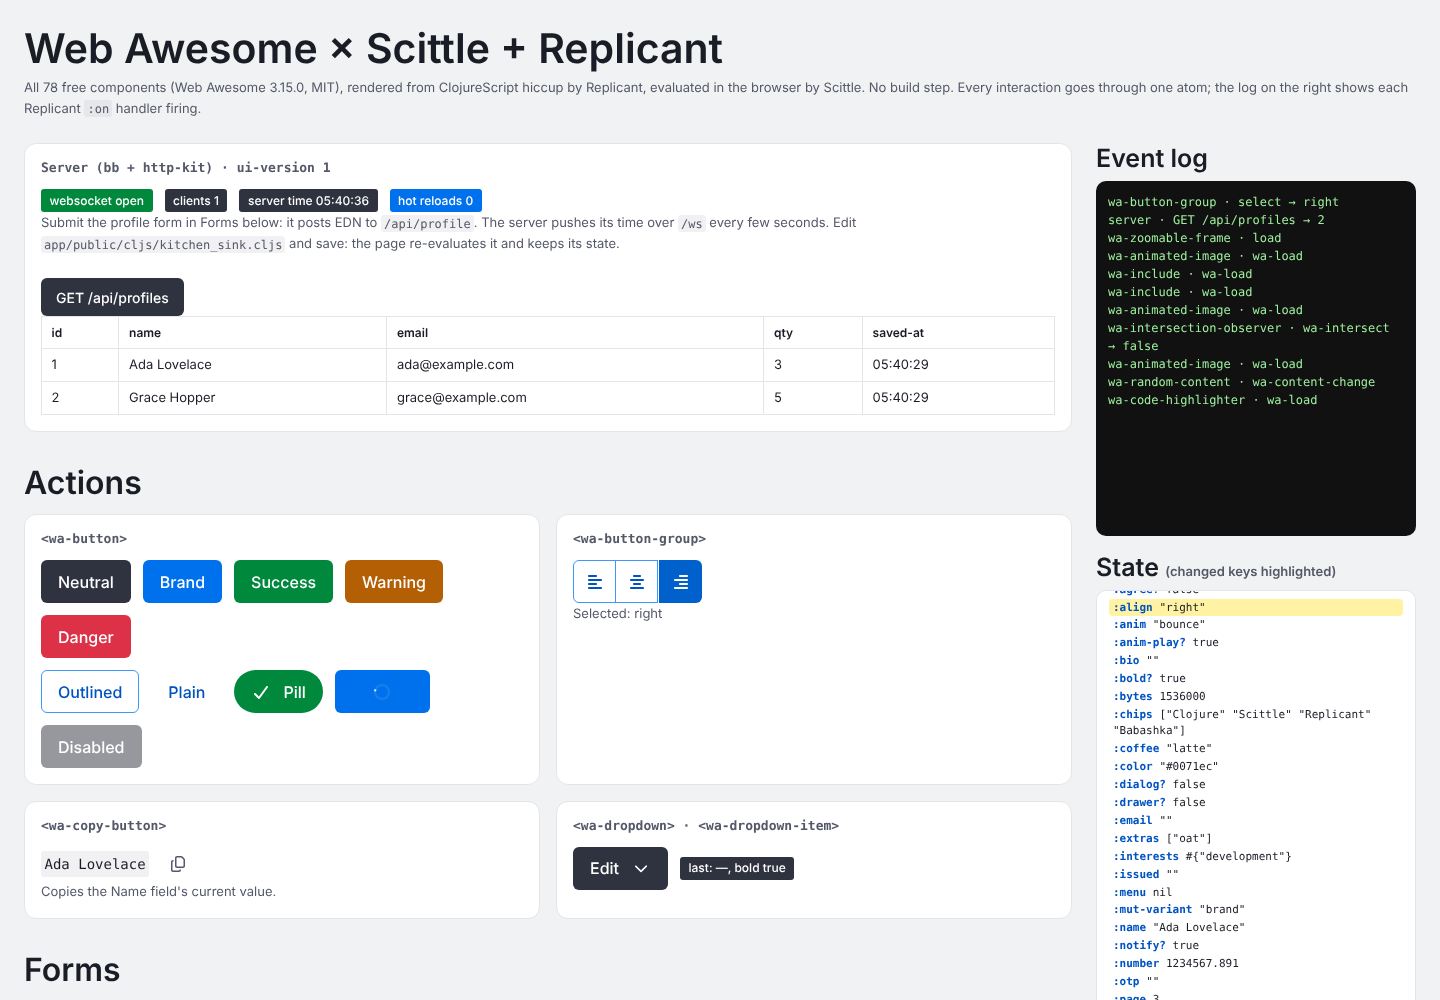 Web Awesome × Scittle + Replicant
All 78 free components (Web Awesome 3.15.0, MIT), rendered from ClojureScript hiccup by Replicant, evaluated in the browser by Scittle. No build step. Every interaction goes through one atom; the log on the right shows each
Replicant :on handler firing.
Server (bb + http-kit) · ui-version 1
websocket open clients 1 server time 05:40:36 hot reloads 0
Submit the profile form in Forms below: it posts EDN to /api/profile. The server pushes its time over /ws every few seconds. Edit
app/public/cljs/kitchen_sink.cljs and save: the page re-evaluates it and keeps its state.
GET /api/profiles
id name email qty saved-at
1 Ada Lovelace ada@example.com 3 05:40:29
2 Grace Hopper grace@example.com 5 05:40:29
Actions
<wa-button>
Neutral Brand Success Warning
Danger
Outlined Plain Pill
Disabled
<wa-button-group>
Selected: right
<wa-copy-button>
Ada Lovelace
Copies the Name field's current value.
<wa-dropdown> · <wa-dropdown-item>
Edit last: —, bold true
Forms
Event log
wa-button-group · select → right
server · GET /api/profiles → 2
wa-zoomable-frame · load
wa-animated-image · wa-load
wa-include · wa-load
wa-include · wa-load
wa-animated-image · wa-load
wa-intersection-observer · wa-intersect
→ false
wa-animated-image · wa-load
wa-random-content · wa-content-change
wa-code-highlighter · wa-load
State (changed keys highlighted)
:agree? false
:align "right"
:anim "bounce"
:anim-play? true
:bio ""
:bold? true
:bytes 1536000
:chips ["Clojure" "Scittle" "Replicant"
"Babashka"]
:coffee "latte"
:color "#0071ec"
:dialog? false
:drawer? false
:email ""
:extras ["oat"]
:interests #{"development"}
:issued ""
:menu nil
:mut-variant "brand"
:name "Ada Lovelace"
:notify? true
:number 1234567.891
:otp ""
:page 3